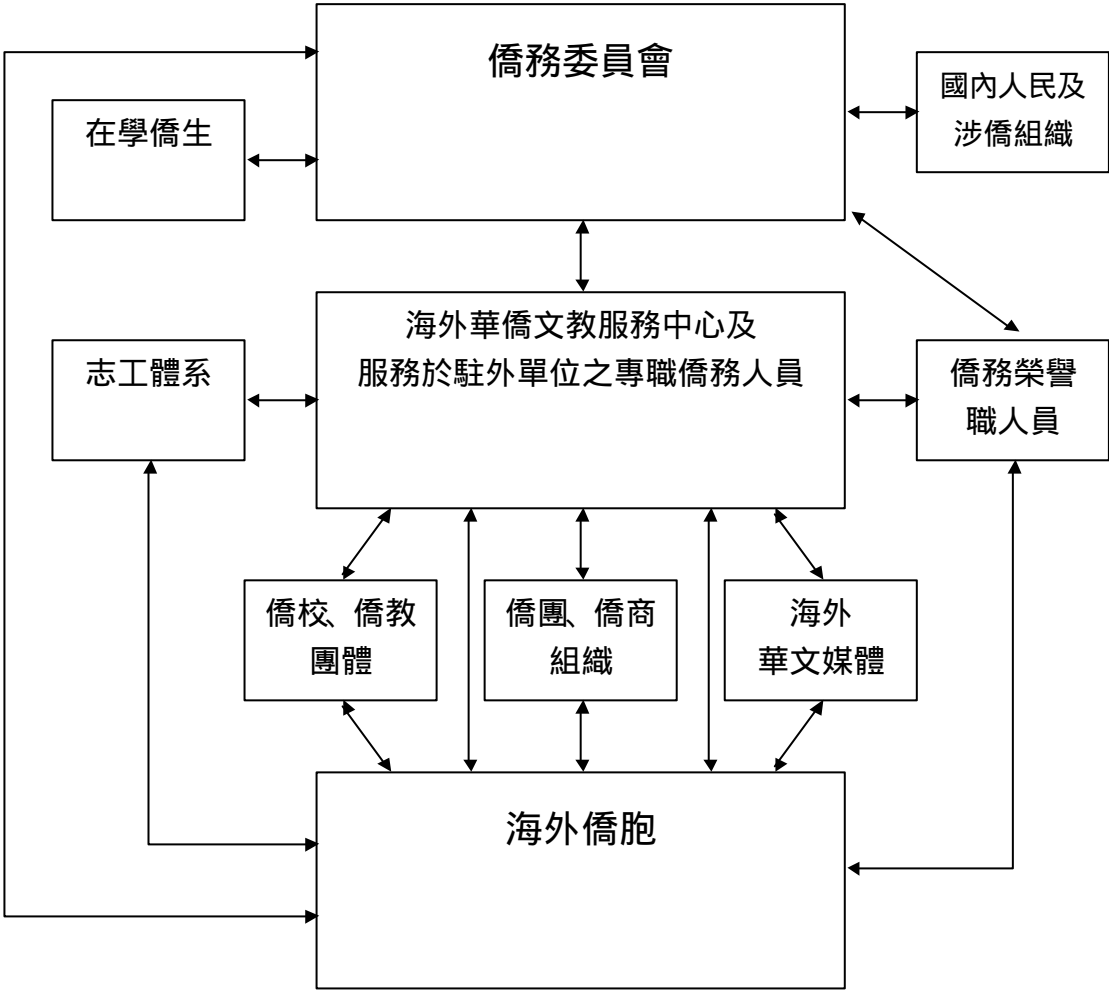 僑務委員會
國內人民及
涉僑組織
在學僑生
海外華僑文教服務中心及
服務於駐外單位之專職僑務人員
志工體系
僑務榮譽
職人員
僑校、僑教
團體
僑團、僑商
組織
海外
華文媒體
海外僑胞